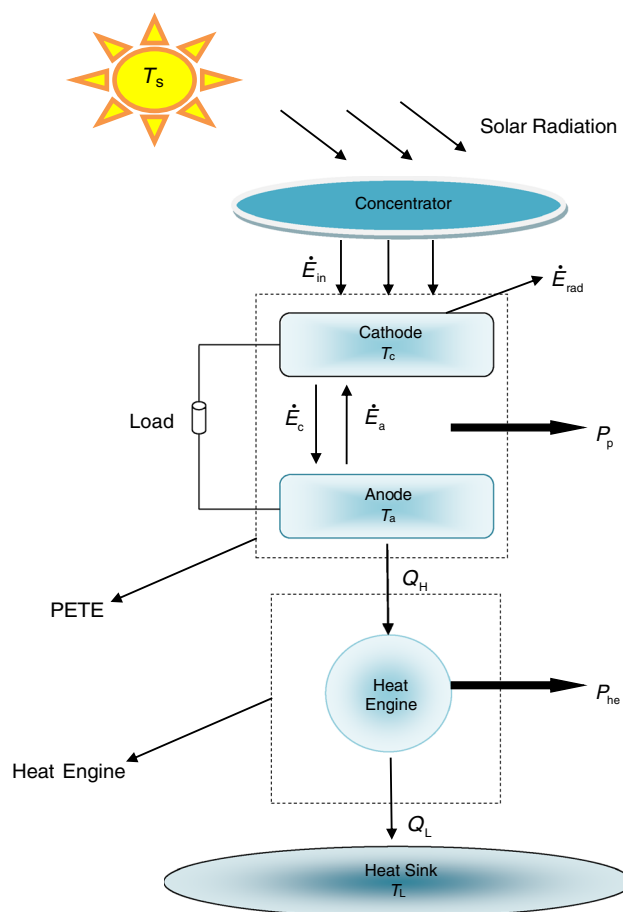 Ts
Solar Radiation
Concentrator
Ėin
Ėrad
Cathode
Tc
Load
Ėc
Ėa
Pp
Anode
Ta
QH
PETE
Heat
Engine
Phe
Heat Engine
QL
Heat Sink
TL